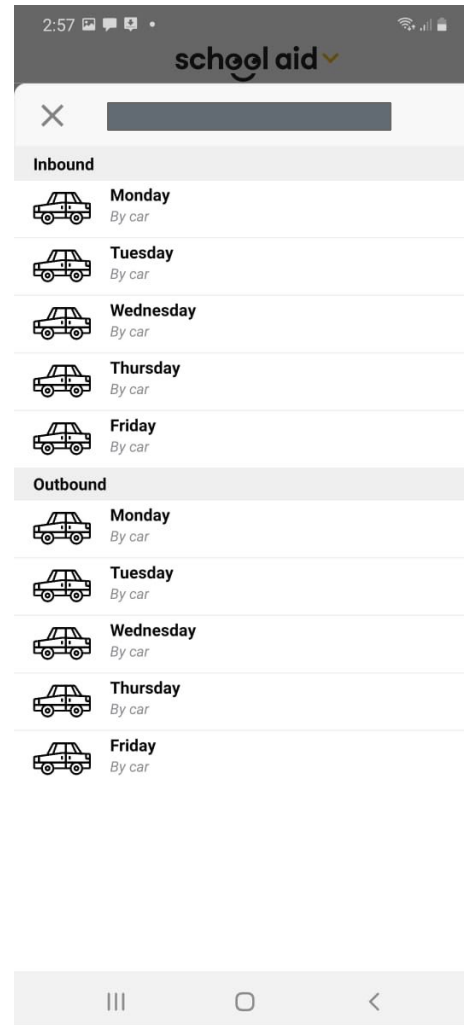 2:57
school aid
Inbound
Monday
By car
Tuesday
By car
Wednesday
By car
Thursday
By car
Friday
By car
Outbound
Monday
By car
Tuesday
By car
Wednesday
By car
Thursday
By car
Friday
By car